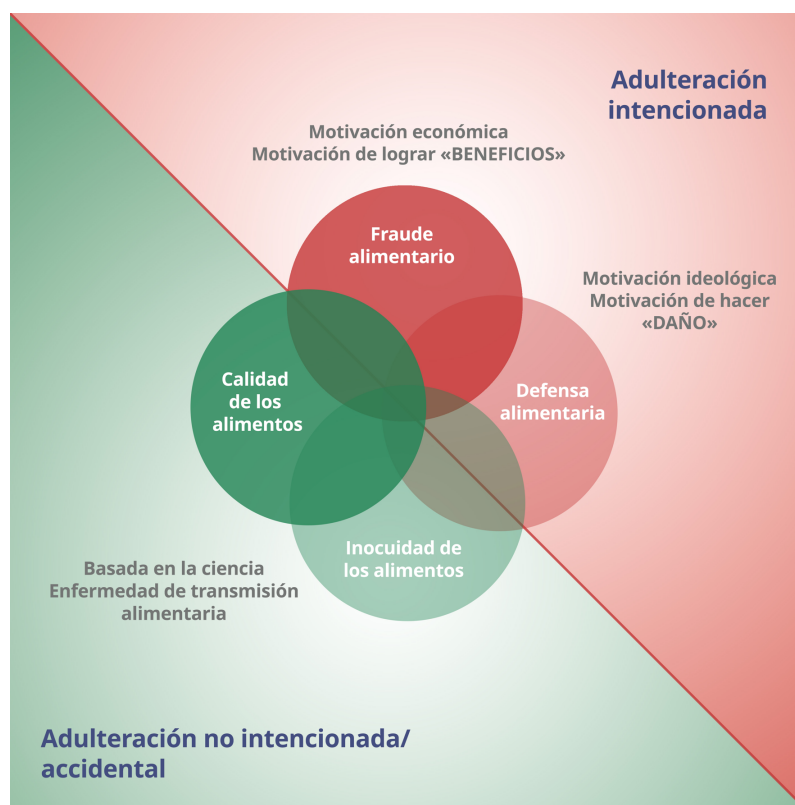 Adulteración
intencionada
Motivación económica
Motivación de lograr «BENEFICIOS»
Fraude
alimentario
Motivación ideológica
Motivación de hacer
«DAÑO»
Calidad
de los
alimentos
Defensa
alimentaria
Inocuidad de
los alimentos
Basada en la ciencia
Enfermedad de transmisión
alimentaria
Adulteración no intencionada/
accidental